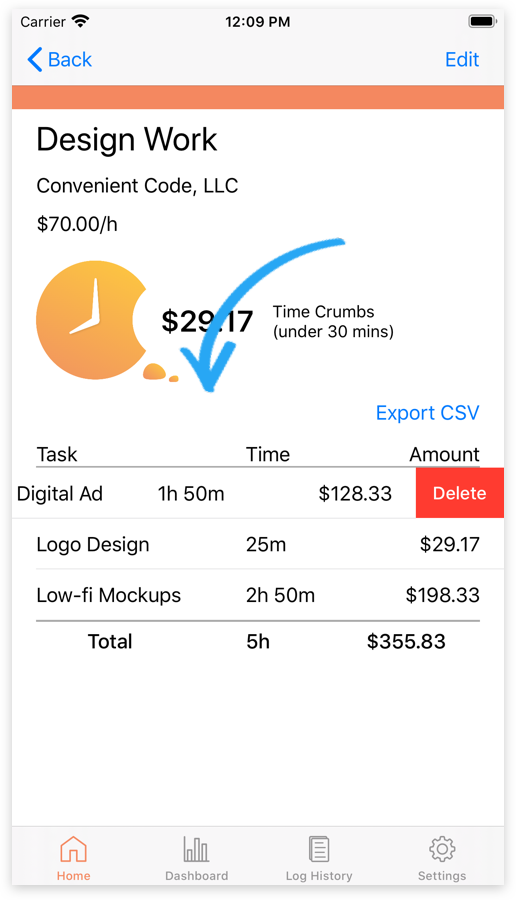 Carrier 12:09 PM
Back Edit
Design Work
Convenient Code, LLC
$70.00/h
$29.17 Time Crumbs
(under 30 mins)
Export CSV
Task Time Amount
Digital Ad 1h 50m $128.33 Delete
Logo Design 25m $29.17
Low-fi Mockups 2h 50m $198.33
Total 5h $355.83
Home Dashboard Log History Settings